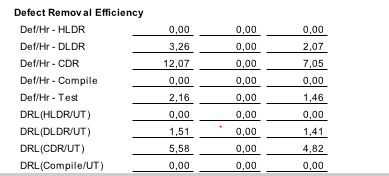 Defect Removal Efficiency
Def/Hr - HLDR 0,00 0,00 0,00
Def/Hr - DLDR 3,26 0,00 2,07
Def/Hr - CDR 12,07 0,00 7,05
Def/Hr - Compile 0,00 0,00 0,00
Def/Hr - Test 2,16 0,00 1,46
DRL(HLDR/UT) 0,00 0,00 0,00
DRL(DLDR/UT) 1,51 0,00 1,41
DRL(CDR/UT) 5,58 0,00 4,82
DRL(Compile/UT) 0,00 0,00 0,00